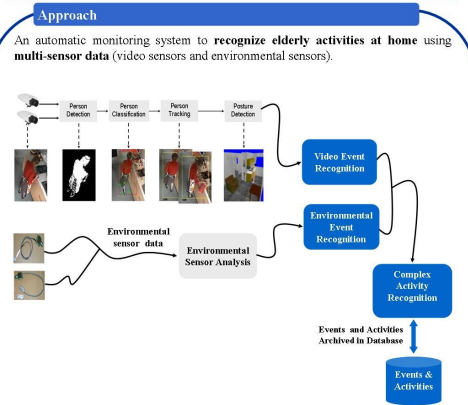 Approach
An automatic monitoring system to recognize elderly activities at home using
multi-sensor data (video sensors and environmental sensors).
Person
Detection
Person
Classification
Person
Tracking
Posture
Detection
Video Event
Recognition
Environmental
sensor data
Environmental
Sensor Analysis
Environmental
Event
Recognition
Complex
Activity
Recognition
Events and Activities
Archived in Database
Events &
Activities